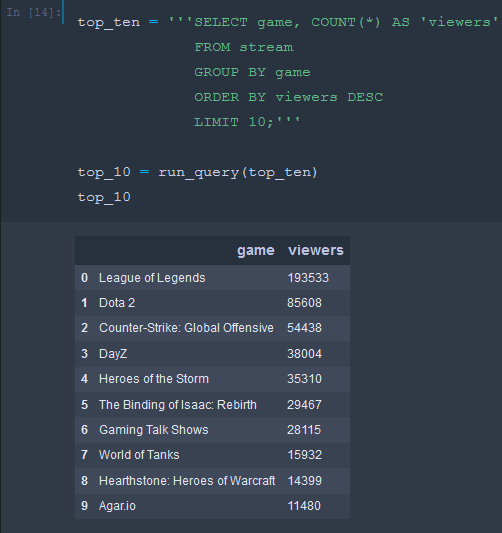 In [14]:
top_ten = '''SELECT game, COUNT(*) AS 'viewers'
FROM stream
GROUP BY game
ORDER BY viewers DESC
LIMIT 10;'''
top_10 = run_query(top_ten)
top_10
game viewers
0 League of Legends 193533
1 Dota 2 85608
2 Counter-Strike: Global Offensive 54438
3 DayZ 38004
4 Heroes of the Storm 35310
5 The Binding of Isaac: Rebirth 29467
6 Gaming Talk Shows 28115
7 World of Tanks 15932
8 Hearthstone: Heroes of Warcraft 14399
9 Agar.io 11480